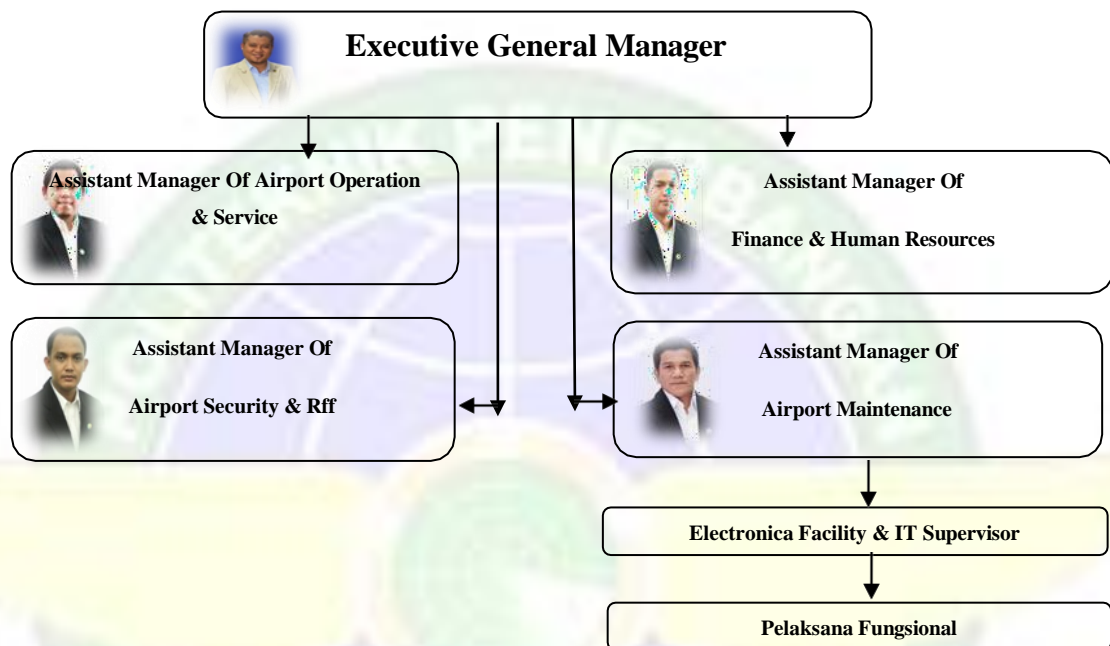 Executive General Manager
Assistant Manager Of Airport Operation
& Service
Assistant Manager Of
Finance & Human Resources
Assistant Manager Of
Airport Security & Rff
Assistant Manager Of
Airport Maintenance
Electronica Facility & IT Supervisor
Pelaksana Fungsional